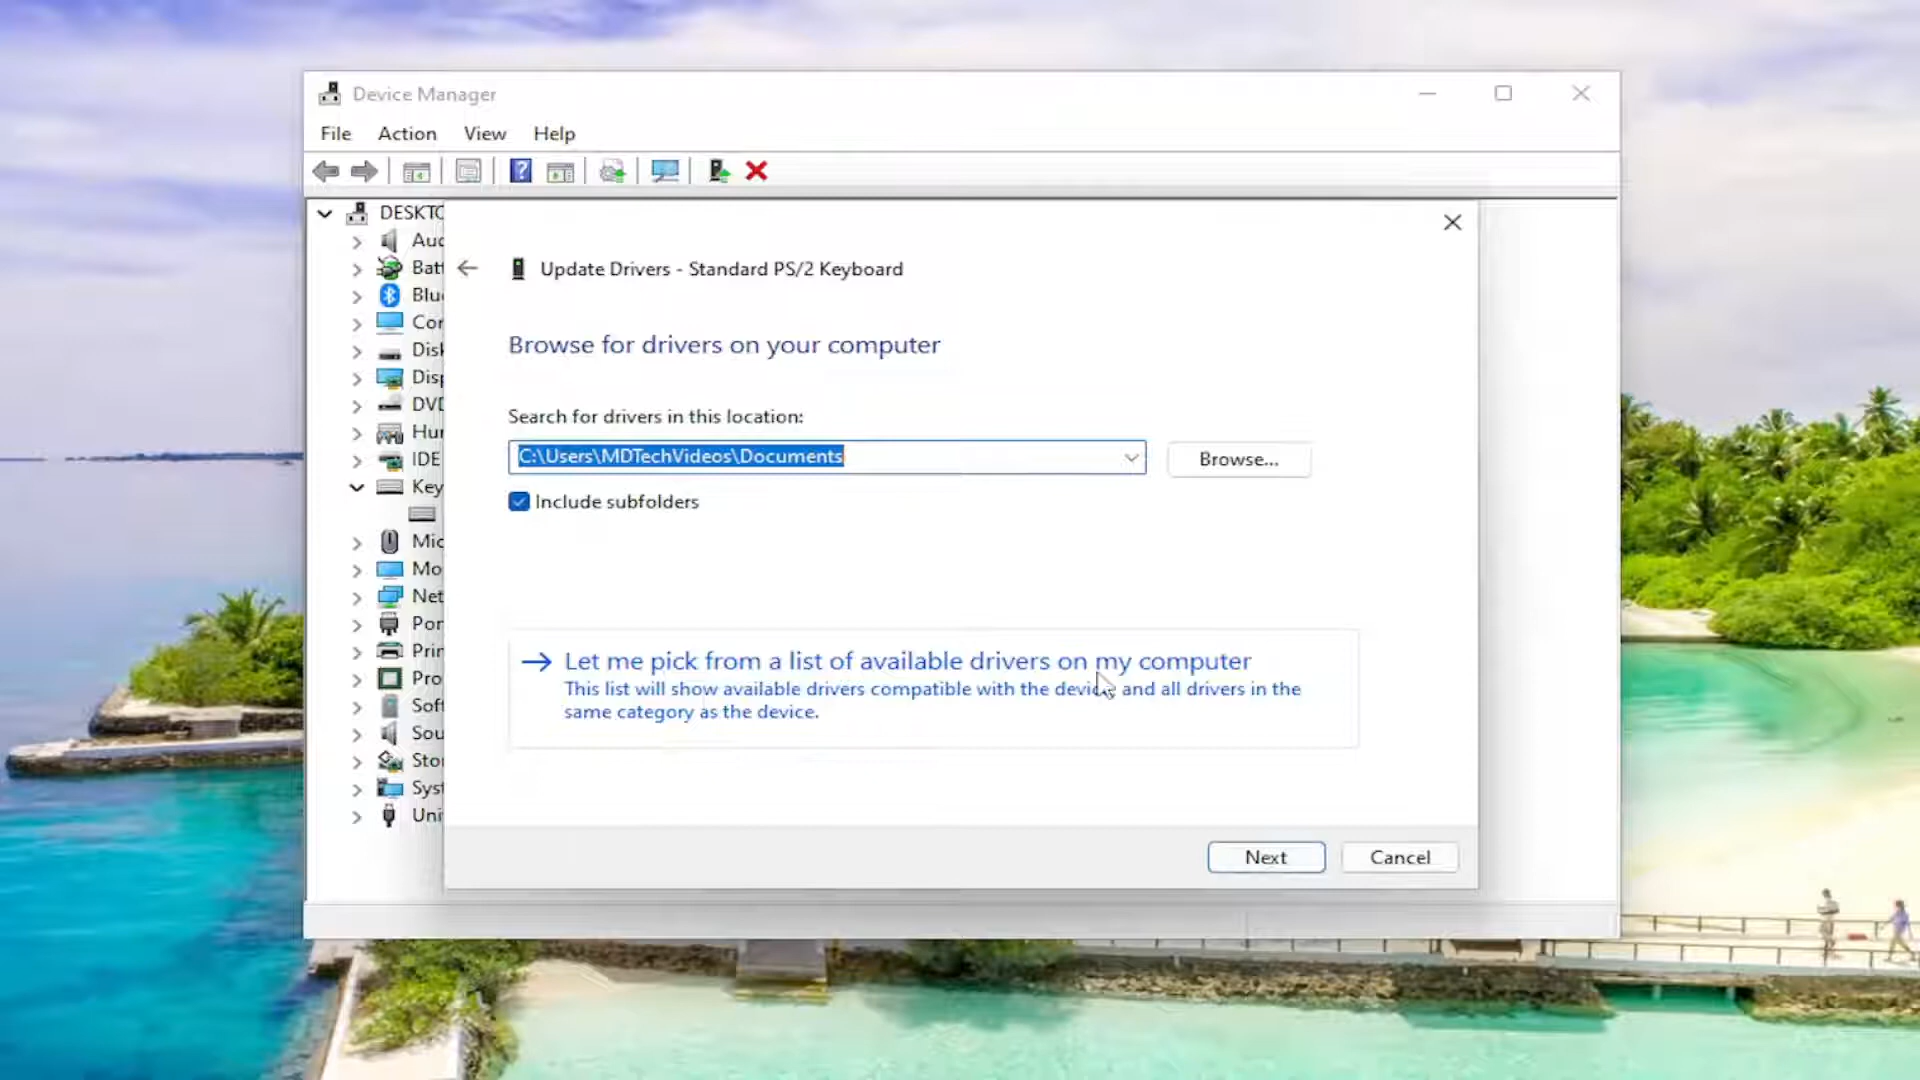 Device Manager
File Action View Help
DESKTO
Aud
Batt
Update Drivers - Standard PS/2 Keyboard
Blu
Con
Browse for drivers on your computer
Disk
Disp
DVD
Search for drivers in this location:
Hum
C:\Users\MDTechVideos\Documents Browse...
IDE
Key
Include subfolders
Mic
Mo
Net
Por
Prin
Let me pick from a list of available drivers on my computer
Pro
This list will show available drivers compatible with the device and all drivers in the
Soft
same category as the device.
Sou
Stor
Syst
Uni
Next Cancel